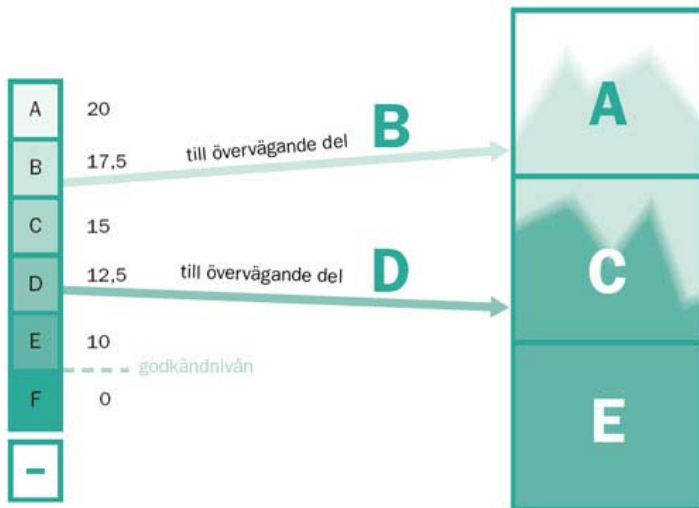 A 20
B 17,5 till övervägande del B
C 15
D 12,5 till övervägande del D
E 10
godkändnivån
F 0
–
A
C
E